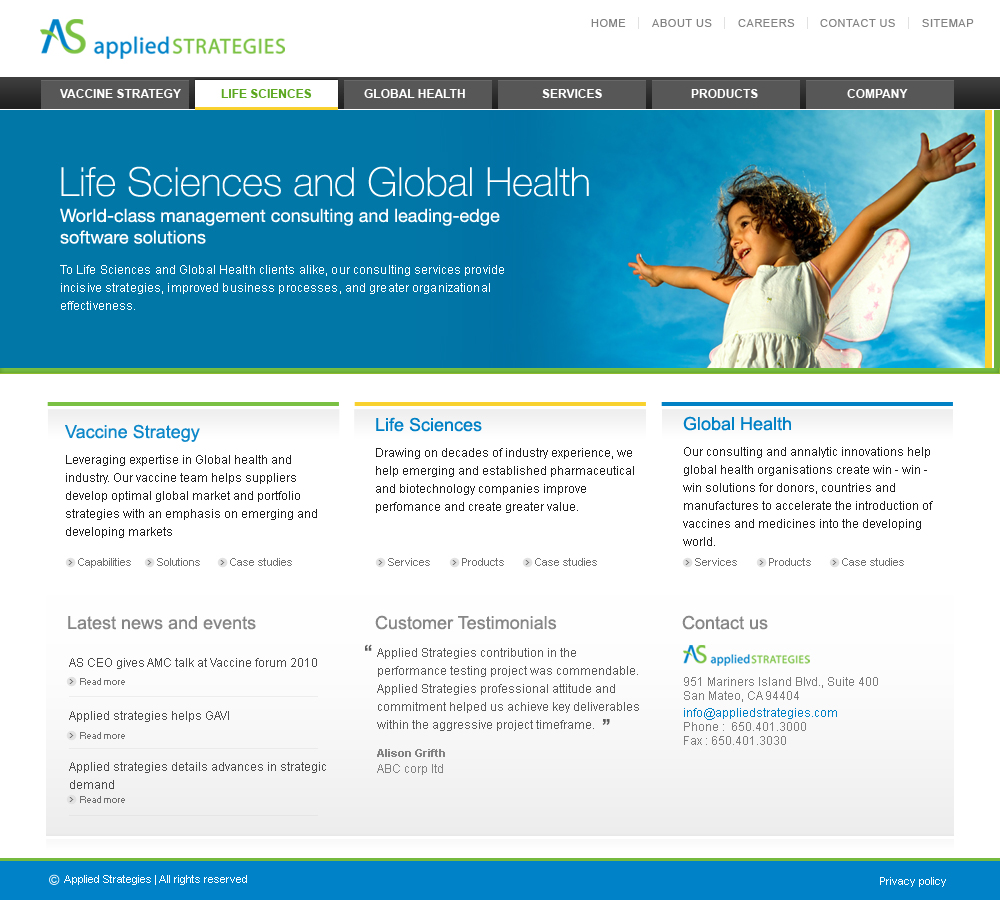 AS appliedSTRATEGIES
HOME ABOUT US CAREERS CONTACT US SITEMAP
VACCINE STRATEGY LIFE SCIENCES GLOBAL HEALTH SERVICES PRODUCTS COMPANY
Life Sciences and Global Health
World-class management consulting and leading-edge
software solutions
To Life Sciences and Global Health clients alike, our consulting services provide
incisive strategies, improved business processes, and greater organizational
effectiveness.
Vaccine Strategy
Leveraging expertise in Global health and
industry. Our vaccine team helps suppliers
develop optimal global market and portfolio
strategies with an emphasis on emerging and
developing markets
Capabilities Solutions Case studies
Life Sciences
Drawing on decades of industry experience, we
help emerging and established pharmaceutical
and biotechnology companies improve
perfomance and create greater value.
Services Products Case studies
Global Health
Our consulting and annalytic innovations help
global health organisations create win - win -
win solutions for donors, countries and
manufactures to accelerate the introduction of
vaccines and medicines into the developing
world.
Services Products Case studies
Latest news and events
AS CEO gives AMC talk at Vaccine forum 2010
Read more
Applied strategies helps GAVI
Read more
Applied strategies details advances in strategic
demand
Read more
Customer Testimonials
“ Applied Strategies contribution in the
performance testing project was commendable.
Applied Strategies professional attitude and
commitment helped us achieve key deliverables
within the aggressive project timeframe. ”
Alison Grifth
ABC corp ltd
Contact us
AS appliedSTRATEGIES
951 Mariners Island Blvd., Suite 400
San Mateo, CA 94404
info@appliedstrategies.com
Phone : 650.401.3000
Fax : 650.401.3030
© Applied Strategies | All rights reserved
Privacy policy